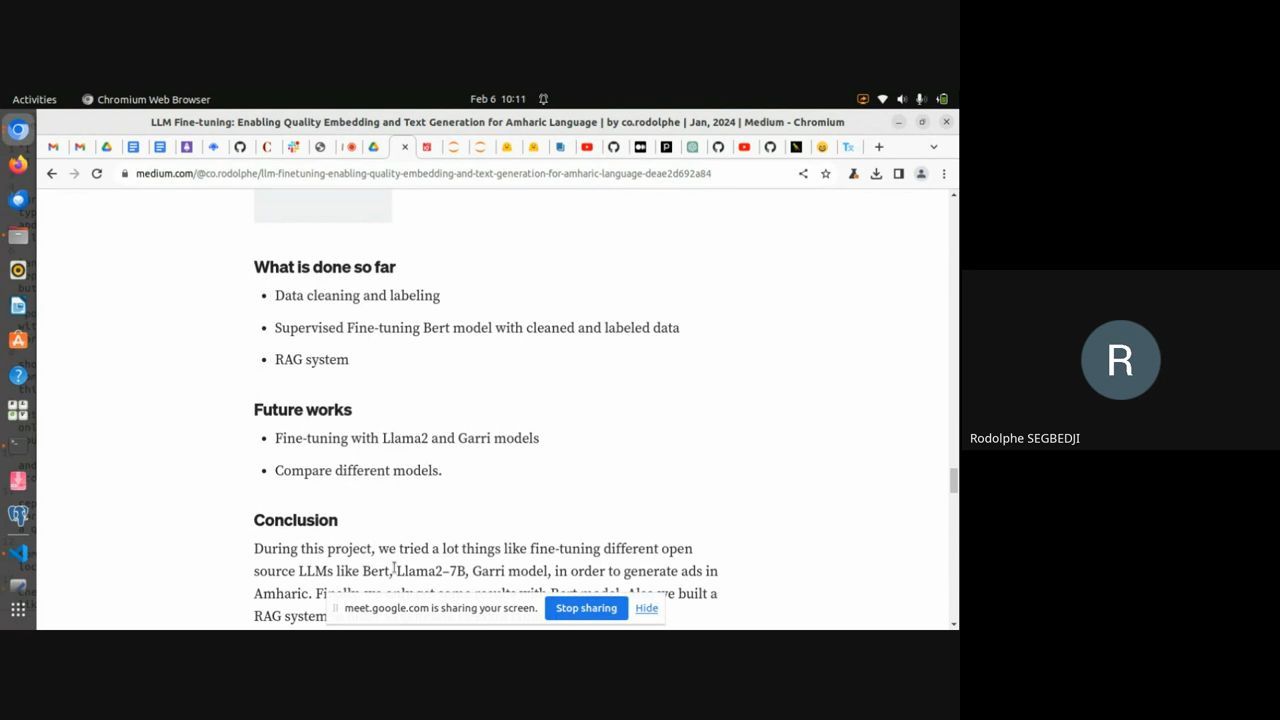 Activities Chromium Web Browser Feb 6 10:11
LLM Fine-tuning: Enabling Quality Embedding and Text Generation for Amharic Language | by co.rodolphe | Jan, 2024 | Medium - Chromium
medium.com/@co.rodolphe/llm-finetuning-enabling-quality-embedding-and-text-generation-for-amharic-language-deae2d692a84
What is done so far
• Data cleaning and labeling
• Supervised Fine-tuning Bert model with cleaned and labeled data
• RAG system
Future works
• Fine-tuning with Llama2 and Garri models
• Compare different models.
Conclusion
During this project, we tried a lot things like fine-tuning different open
source LLMs like Bert, Llama2–7B, Garri model, in order to generate ads in
Amharic. we built a
RAG system
meet.google.com is sharing your screen. Stop sharing Hide
R
Rodolphe SEGBEDJI